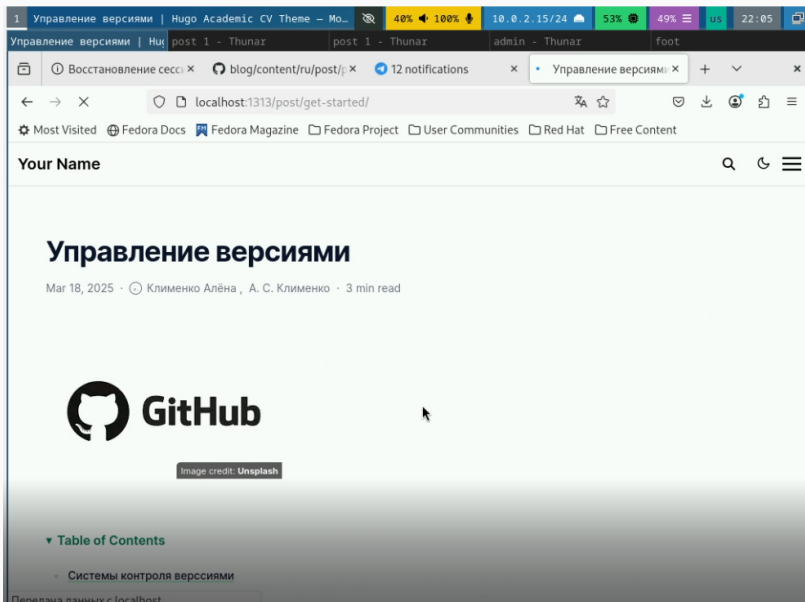 1 Управление версиями | Hugo Academic CV Theme — Mo… 40% 100% 10.0.2.15/24 53% 49% us 22:05
Управление версиями | Hug post 1 - Thunar post 1 - Thunar admin - Thunar foot
Восстановление сесси blog/content/ru/post/p 12 notifications Управление версиями
localhost:1313/post/get-started/
Most Visited Fedora Docs Fedora Magazine Fedora Project User Communities Red Hat Free Content
Your Name
Управление версиями
Mar 18, 2025 · Клименко Алёна , А. С. Клименко · 3 min read
GitHub
Image credit: Unsplash
Table of Contents
Системы контроля верссиями
Передача данных с localhost